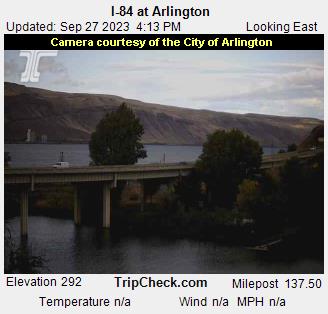 I-84 at Arlington
Updated: Sep 27 2023 4:13 PM Looking East
Camera courtesy of the City of Arlington
Elevation 292 TripCheck.com Milepost 137.50
Temperature n/a Wind n/a MPH n/a